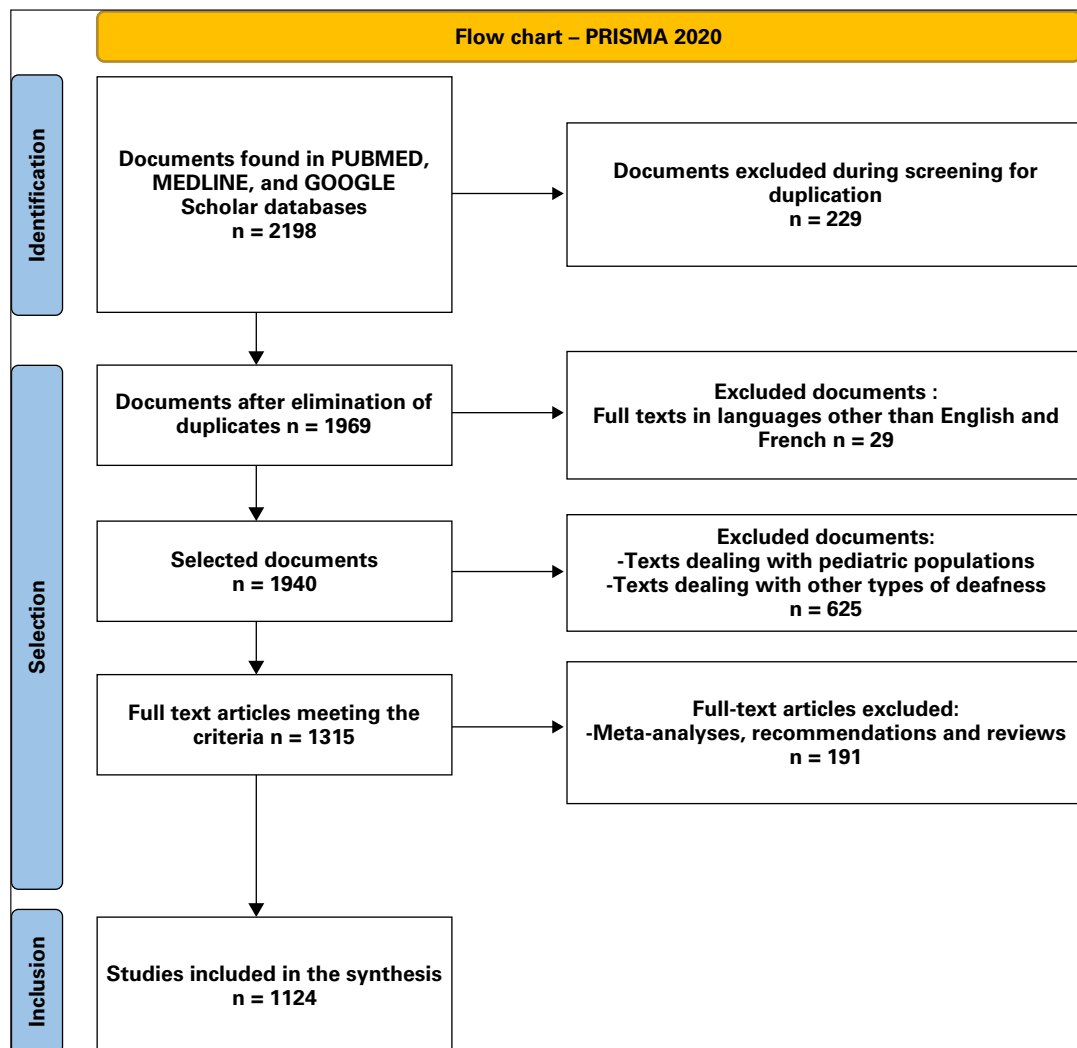 Flow chart – PRISMA 2020
Identification
Documents found in PUBMED,
MEDLINE, and GOOGLE
Scholar databases
n = 2198
Documents excluded during screening for
duplication
n = 229
Selection
Documents after elimination of
duplicates n = 1969
Excluded documents :
Full texts in languages other than English and
French n = 29
Selected documents
n = 1940
Excluded documents:
-Texts dealing with pediatric populations
-Texts dealing with other types of deafness
n = 625
Full text articles meeting the
criteria n = 1315
Full-text articles excluded:
-Meta-analyses, recommendations and reviews
n = 191
Inclusion
Studies included in the synthesis
n = 1124